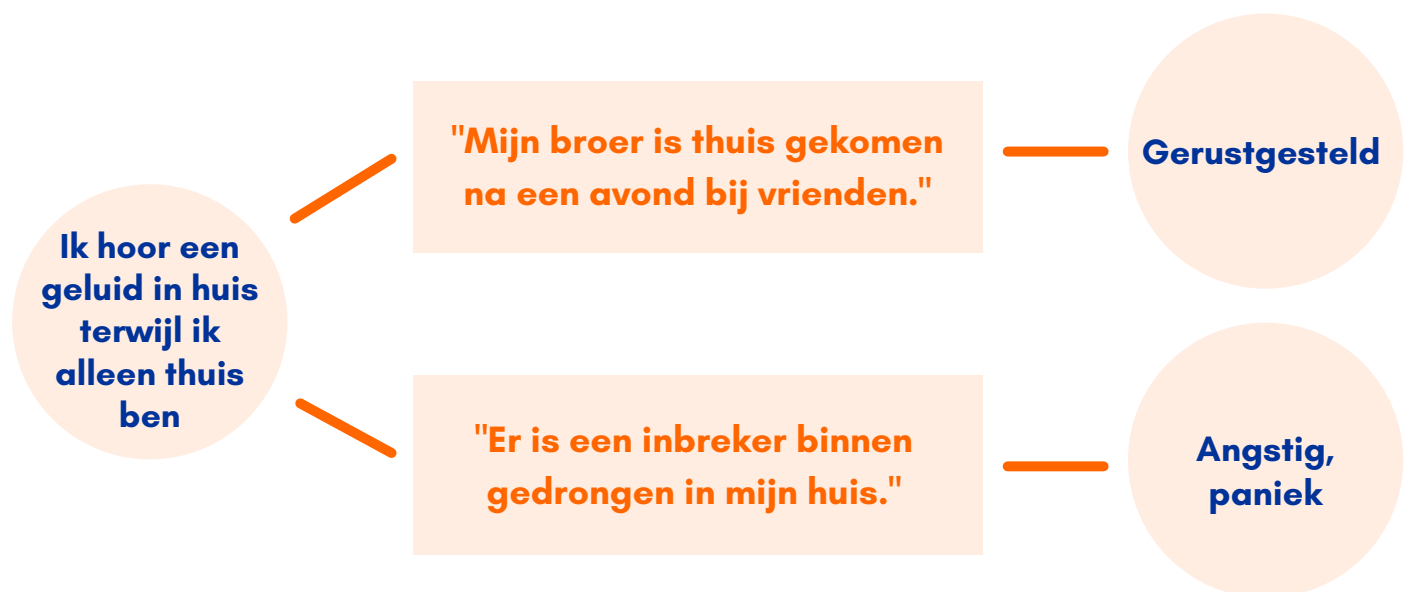 Ik hoor een
geluid in huis
terwijl ik
alleen thuis
ben
"Mijn broer is thuis gekomen
na een avond bij vrienden."
Gerustgesteld
"Er is een inbreker binnen
gedrongen in mijn huis."
Angstig,
paniek